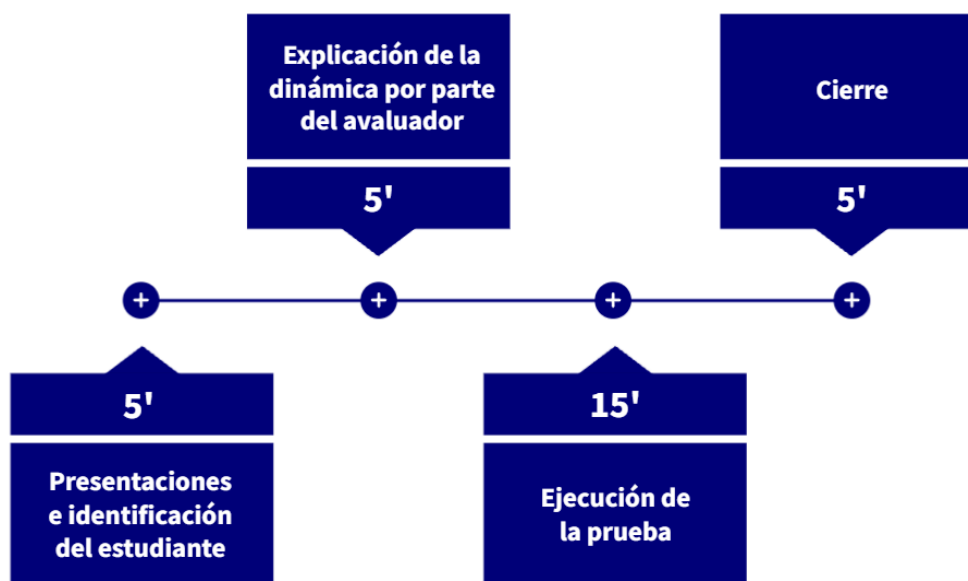 Explicación de la
dinámica por parte
del avaluador
5'
Cierre
5'
5'
Presentaciones
e identificación
del estudiante
15'
Ejecución de
la prueba